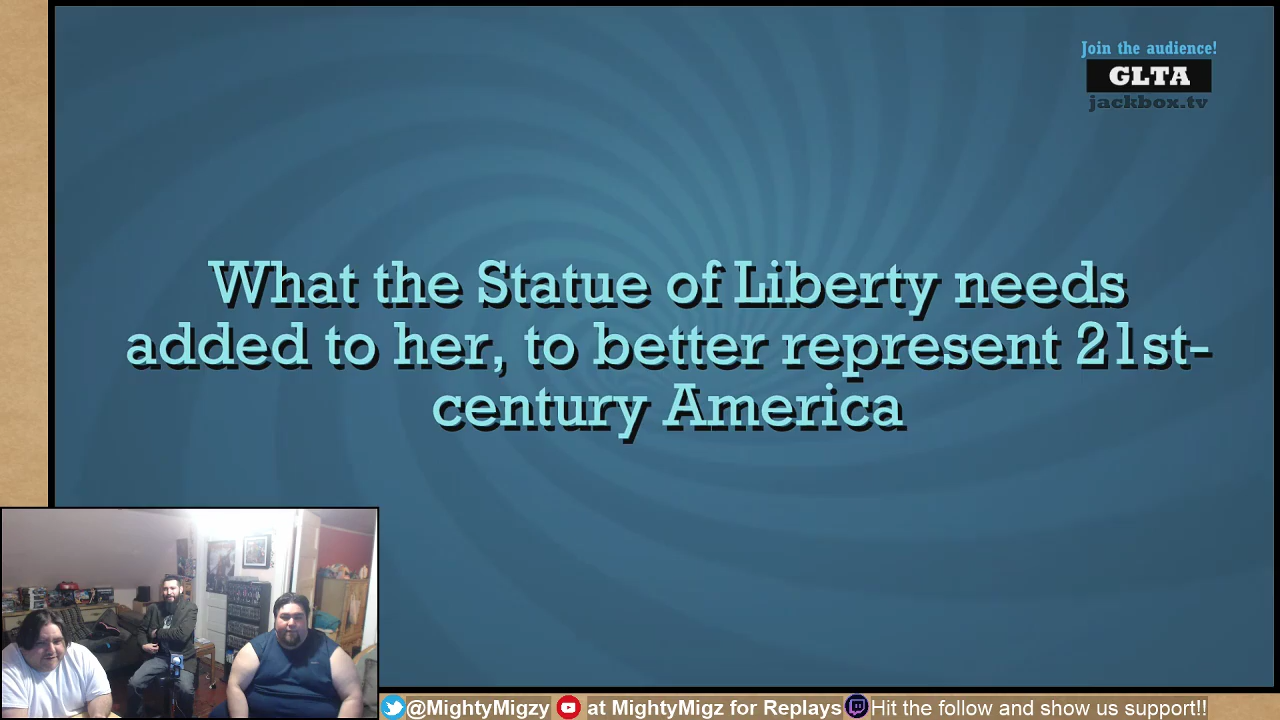 Join the audience!
GLTA
jackbox.tv
What the Statue of Liberty needs
added to her, to better represent 21st-
century America
@MightyMigzy at MightyMigz for Replays Hit the follow and show us support!!